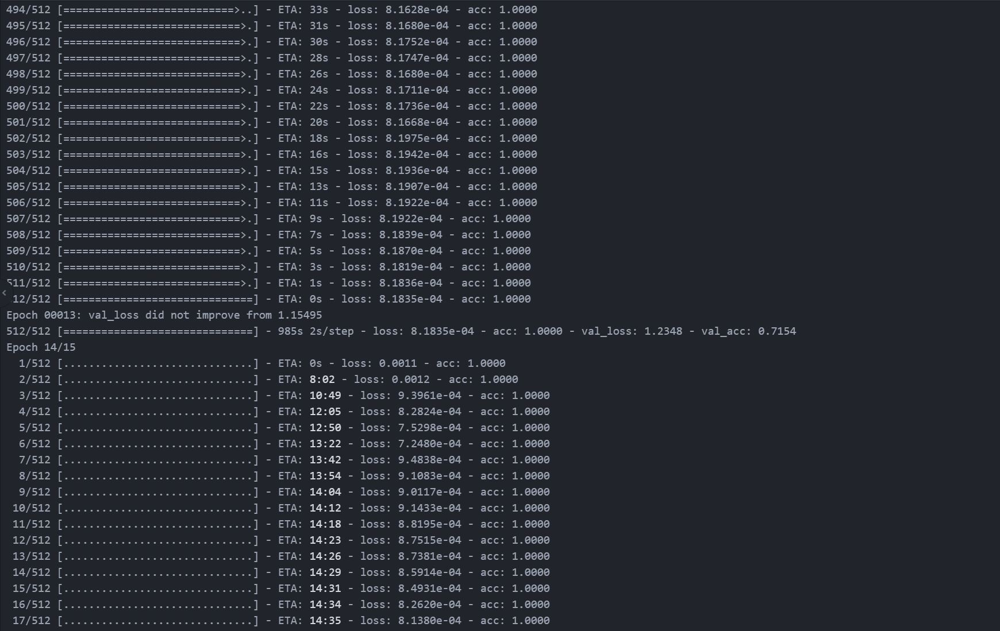 494/512 [===========================>..] - ETA: 33s - loss: 8.1628e-04 - acc: 1.0000
495/512 [============================>.] - ETA: 31s - loss: 8.1680e-04 - acc: 1.0000
496/512 [============================>.] - ETA: 30s - loss: 8.1752e-04 - acc: 1.0000
497/512 [============================>.] - ETA: 28s - loss: 8.1747e-04 - acc: 1.0000
498/512 [============================>.] - ETA: 26s - loss: 8.1680e-04 - acc: 1.0000
499/512 [============================>.] - ETA: 24s - loss: 8.1711e-04 - acc: 1.0000
500/512 [============================>.] - ETA: 22s - loss: 8.1736e-04 - acc: 1.0000
501/512 [============================>.] - ETA: 20s - loss: 8.1668e-04 - acc: 1.0000
502/512 [============================>.] - ETA: 18s - loss: 8.1975e-04 - acc: 1.0000
503/512 [============================>.] - ETA: 16s - loss: 8.1942e-04 - acc: 1.0000
504/512 [============================>.] - ETA: 15s - loss: 8.1936e-04 - acc: 1.0000
505/512 [============================>.] - ETA: 13s - loss: 8.1907e-04 - acc: 1.0000
506/512 [============================>.] - ETA: 11s - loss: 8.1922e-04 - acc: 1.0000
507/512 [============================>.] - ETA: 9s - loss: 8.1922e-04 - acc: 1.0000
508/512 [============================>.] - ETA: 7s - loss: 8.1839e-04 - acc: 1.0000
509/512 [============================>.] - ETA: 5s - loss: 8.1870e-04 - acc: 1.0000
510/512 [============================>.] - ETA: 3s - loss: 8.1819e-04 - acc: 1.0000
511/512 [============================>.] - ETA: 1s - loss: 8.1836e-04 - acc: 1.0000
12/512 [==============================] - ETA: 0s - loss: 8.1835e-04 - acc: 1.0000
Epoch 00013: val_loss did not improve from 1.15495
512/512 [==============================] - 985s 2s/step - loss: 8.1835e-04 - acc: 1.0000 - val_loss: 1.2348 - val_acc: 0.7154
Epoch 14/15
1/512 [..............................] - ETA: 0s - loss: 0.0011 - acc: 1.0000
2/512 [..............................] - ETA: 8:02 - loss: 0.0012 - acc: 1.0000
3/512 [..............................] - ETA: 10:49 - loss: 9.3961e-04 - acc: 1.0000
4/512 [..............................] - ETA: 12:05 - loss: 8.2824e-04 - acc: 1.0000
5/512 [..............................] - ETA: 12:50 - loss: 7.5298e-04 - acc: 1.0000
6/512 [..............................] - ETA: 13:22 - loss: 7.2480e-04 - acc: 1.0000
7/512 [..............................] - ETA: 13:42 - loss: 9.4838e-04 - acc: 1.0000
8/512 [..............................] - ETA: 13:54 - loss: 9.1083e-04 - acc: 1.0000
9/512 [..............................] - ETA: 14:04 - loss: 9.0117e-04 - acc: 1.0000
10/512 [..............................] - ETA: 14:12 - loss: 9.1433e-04 - acc: 1.0000
11/512 [..............................] - ETA: 14:18 - loss: 8.8195e-04 - acc: 1.0000
12/512 [..............................] - ETA: 14:23 - loss: 8.7515e-04 - acc: 1.0000
13/512 [..............................] - ETA: 14:26 - loss: 8.7381e-04 - acc: 1.0000
14/512 [..............................] - ETA: 14:29 - loss: 8.5914e-04 - acc: 1.0000
15/512 [..............................] - ETA: 14:31 - loss: 8.4931e-04 - acc: 1.0000
16/512 [..............................] - ETA: 14:34 - loss: 8.2620e-04 - acc: 1.0000
17/512 [..............................] - ETA: 14:35 - loss: 8.1380e-04 - acc: 1.0000